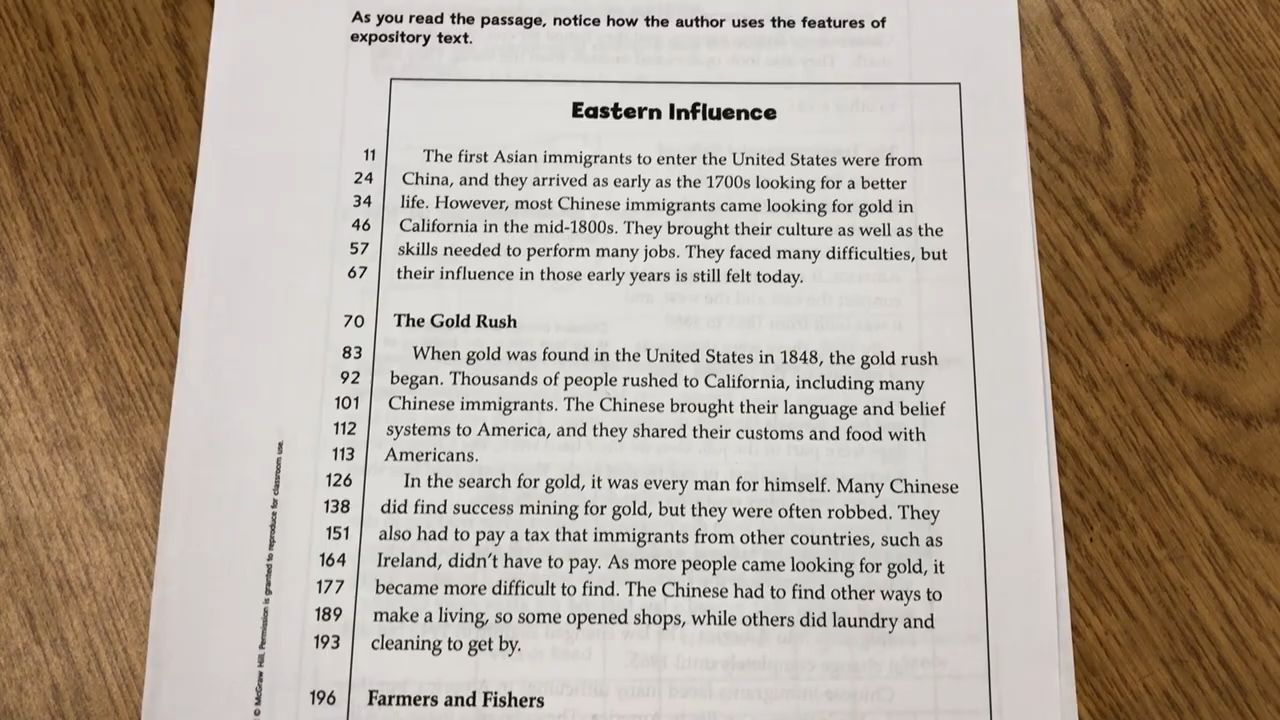 As you read the passage, notice how the author uses the features of
expository text.
Eastern Influence
11 The first Asian immigrants to enter the United States were from
24 China, and they arrived as early as the 1700s looking for a better
34 life. However, most Chinese immigrants came looking for gold in
46 California in the mid-1800s. They brought their culture as well as the
57 skills needed to perform many jobs. They faced many difficulties, but
67 their influence in those early years is still felt today.
70 The Gold Rush
83 When gold was found in the United States in 1848, the gold rush
92 began. Thousands of people rushed to California, including many
101 Chinese immigrants. The Chinese brought their language and belief
112 systems to America, and they shared their customs and food with
113 Americans.
126 In the search for gold, it was every man for himself. Many Chinese
138 did find success mining for gold, but they were often robbed. They
151 also had to pay a tax that immigrants from other countries, such as
164 Ireland, didn't have to pay. As more people came looking for gold, it
177 became more difficult to find. The Chinese had to find other ways to
189 make a living, so some opened shops, while others did laundry and
193 cleaning to get by.
196 Farmers and Fishers
© McGraw Hill. Permission is granted to reproduce for classroom use.